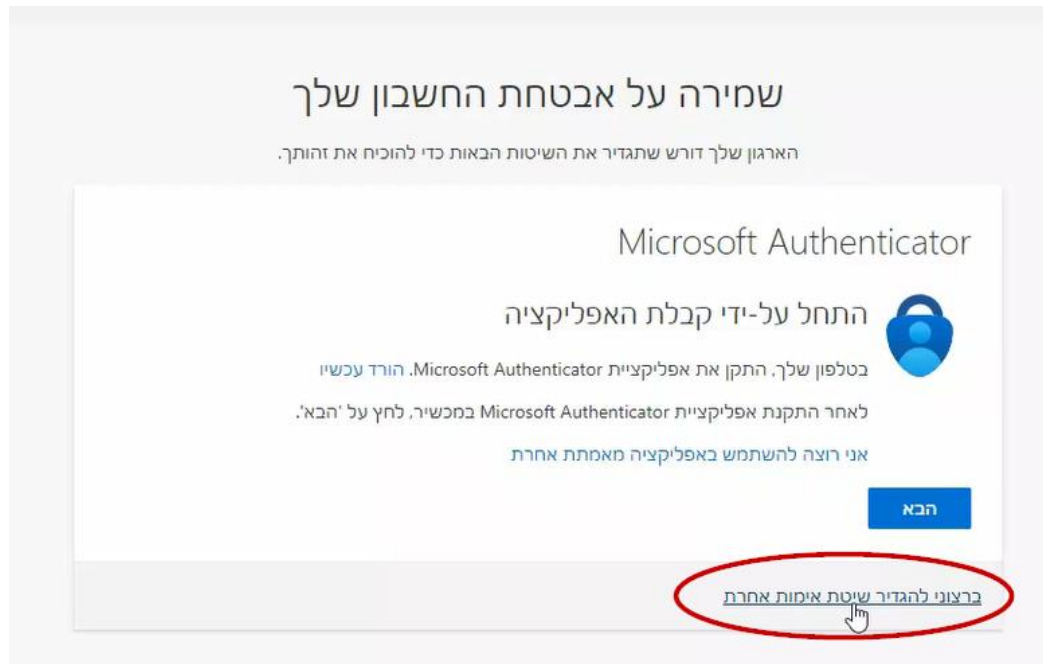 שמירה על אבטחת החשבון שלך
הארגון שלך דורש שתגדיר את השיטות הבאות כדי להוכיח את זהותך.
Microsoft Authenticator
התחל על-ידי קבלת האפליקציה
בטלפון שלך, התקן את אפליקציית Microsoft Authenticator. הורד עכשיו
לאחר התקנת אפליקציית Microsoft Authenticator במכשיר, לחץ על 'הבא'.
אני רוצה להשתמש באפליקציה מאמתת אחרת
הבא
ברצוני להגדיר שיטת אימות אחרת